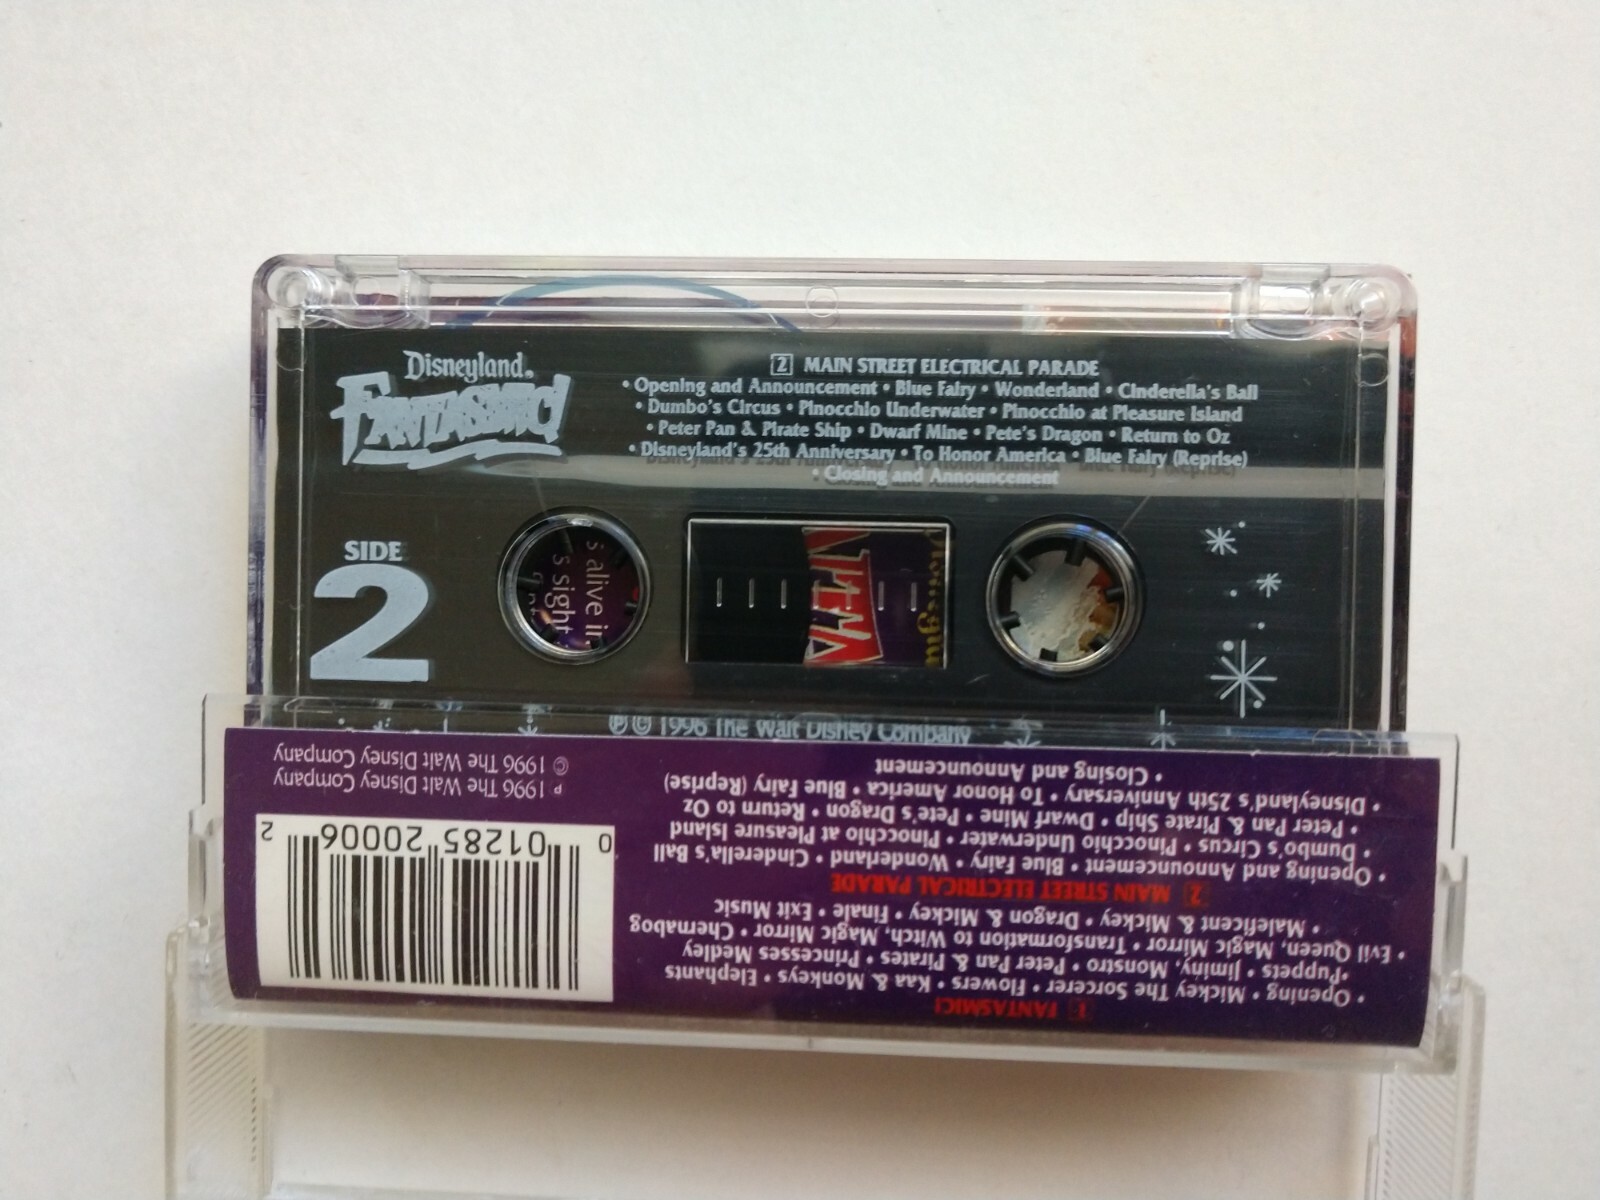 Disneyland®
FANTASMIC!
2 MAIN STREET ELECTRICAL PARADE
• Opening and Announcement • Blue Fairy • Wonderland • Cinderella's Ball
• Dumbo's Circus • Pinocchio Underwater • Pinocchio at Pleasure Island
• Peter Pan & Pirate Ship • Dwarf Mine • Pete's Dragon • Return to Oz
• Disneyland's 25th Anniversary • To Honor America • Blue Fairy (Reprise)
• Closing and Announcement
SIDE
2
s alive in
s sight
℗ © 1996 The Walt Disney Company
1 FANTASMIC!
• Opening • Mickey The Sorcerer • Flowers • Kaa & Monkeys • Elephants
• Puppets • Jiminy, Monstro • Peter Pan & Pirates • Princesses Medley
• Evil Queen, Magic Mirror • Transformation to Witch, Magic Mirror • Chernabog
• Maleficent & Mickey • Dragon & Mickey • Finale • Exit Music
2 MAIN STREET ELECTRICAL PARADE
• Opening and Announcement • Blue Fairy • Wonderland • Cinderella's Ball
• Dumbo's Circus • Pinocchio Underwater • Pinocchio at Pleasure Island
• Peter Pan & Pirate Ship • Dwarf Mine • Pete's Dragon • Return to Oz
• Disneyland's 25th Anniversary • To Honor America • Blue Fairy (Reprise)
• Closing and Announcement
0 01285 20006 2
P 1996 The Walt Disney Company
© 1996 The Walt Disney Company